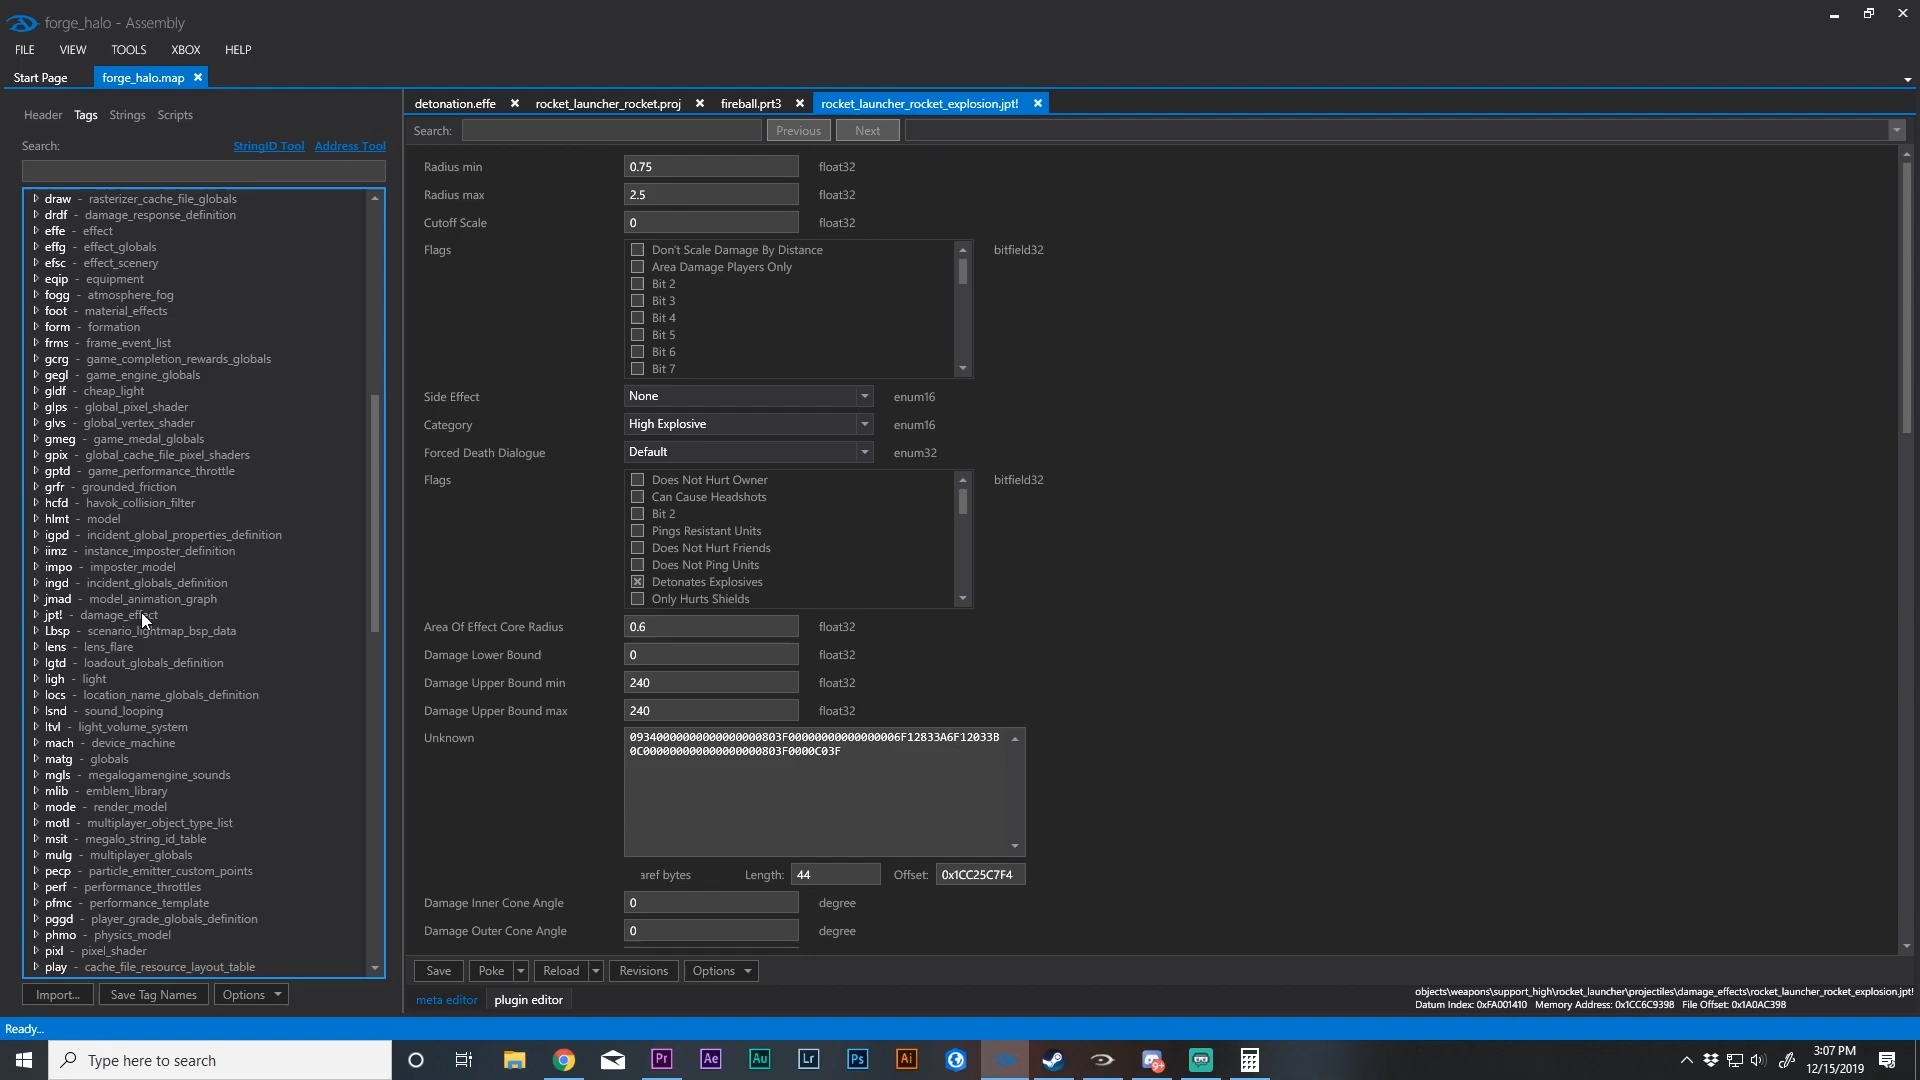 forge_halo - Assembly
FILE VIEW TOOLS XBOX HELP
Start Page forge_halo.map
Header Tags Strings Scripts
Search: StringID Tool Address Tool
draw - rasterizer_cache_file_globals
drdf - damage_response_definition
effe - effect
effg - effect_globals
efsc - effect_scenery
eqip - equipment
fogg - atmosphere_fog
foot - material_effects
form - formation
frms - frame_event_list
gcrg - game_completion_rewards_globals
gegl - game_engine_globals
gldf - cheap_light
glps - global_pixel_shader
glvs - global_vertex_shader
gmeg - game_medal_globals
gpix - global_cache_file_pixel_shaders
gptd - game_performance_throttle
grfr - grounded_friction
hcfd - havok_collision_filter
hlmt - model
igpd - incident_global_properties_definition
iimz - instance_imposter_definition
impo - imposter_model
ingd - incident_globals_definition
jmad - model_animation_graph
jpt! - damage_effect
Lbsp - scenario_lightmap_bsp_data
lens - lens_flare
lgtd - loadout_globals_definition
ligh - light
locs - location_name_globals_definition
lsnd - sound_looping
ltvl - light_volume_system
mach - device_machine
matg - globals
mgls - megalogamengine_sounds
mlib - emblem_library
mode - render_model
motl - multiplayer_object_type_list
msit - megalo_string_id_table
mulg - multiplayer_globals
pecp - particle_emitter_custom_points
perf - performance_throttles
pfmc - performance_template
pggd - player_grade_globals_definition
phmo - physics_model
pixl - pixel_shader
play - cache_file_resource_layout_table
Import... Save Tag Names Options
detonation.effe rocket_launcher_rocket.proj fireball.prt3 rocket_launcher_rocket_explosion.jpt!
Search: Previous Next
Radius min 0.75 float32
Radius max 2.5 float32
Cutoff Scale 0 float32
Flags Don't Scale Damage By Distance bitfield32
Area Damage Players Only
Bit 2
Bit 3
Bit 4
Bit 5
Bit 6
Bit 7
Side Effect None enum16
Category High Explosive enum16
Forced Death Dialogue Default enum32
Flags Does Not Hurt Owner bitfield32
Can Cause Headshots
Bit 2
Pings Resistant Units
Does Not Hurt Friends
Does Not Ping Units
Detonates Explosives
Only Hurts Shields
Area Of Effect Core Radius 0.6 float32
Damage Lower Bound 0 float32
Damage Upper Bound min 240 float32
Damage Upper Bound max 240 float32
Unknown
aref bytes Length: 44 Offset: 0x1CC25C7F4
Damage Inner Cone Angle 0 degree
Damage Outer Cone Angle 0 degree
Save Poke Reload Revisions Options
meta editor plugin editor
objects\weapons\support_high\rocket_launcher\projectiles\damage_effects\rocket_launcher_rocket_explosion.jpt!
Datum Index: 0xFA001410 Memory Address: 0x1CC6C9398 File Offset: 0x1A0AC398
Ready...
Type here to search Pr Ae Au Lr Ps Ai 9+
3:07 PM
12/15/2019